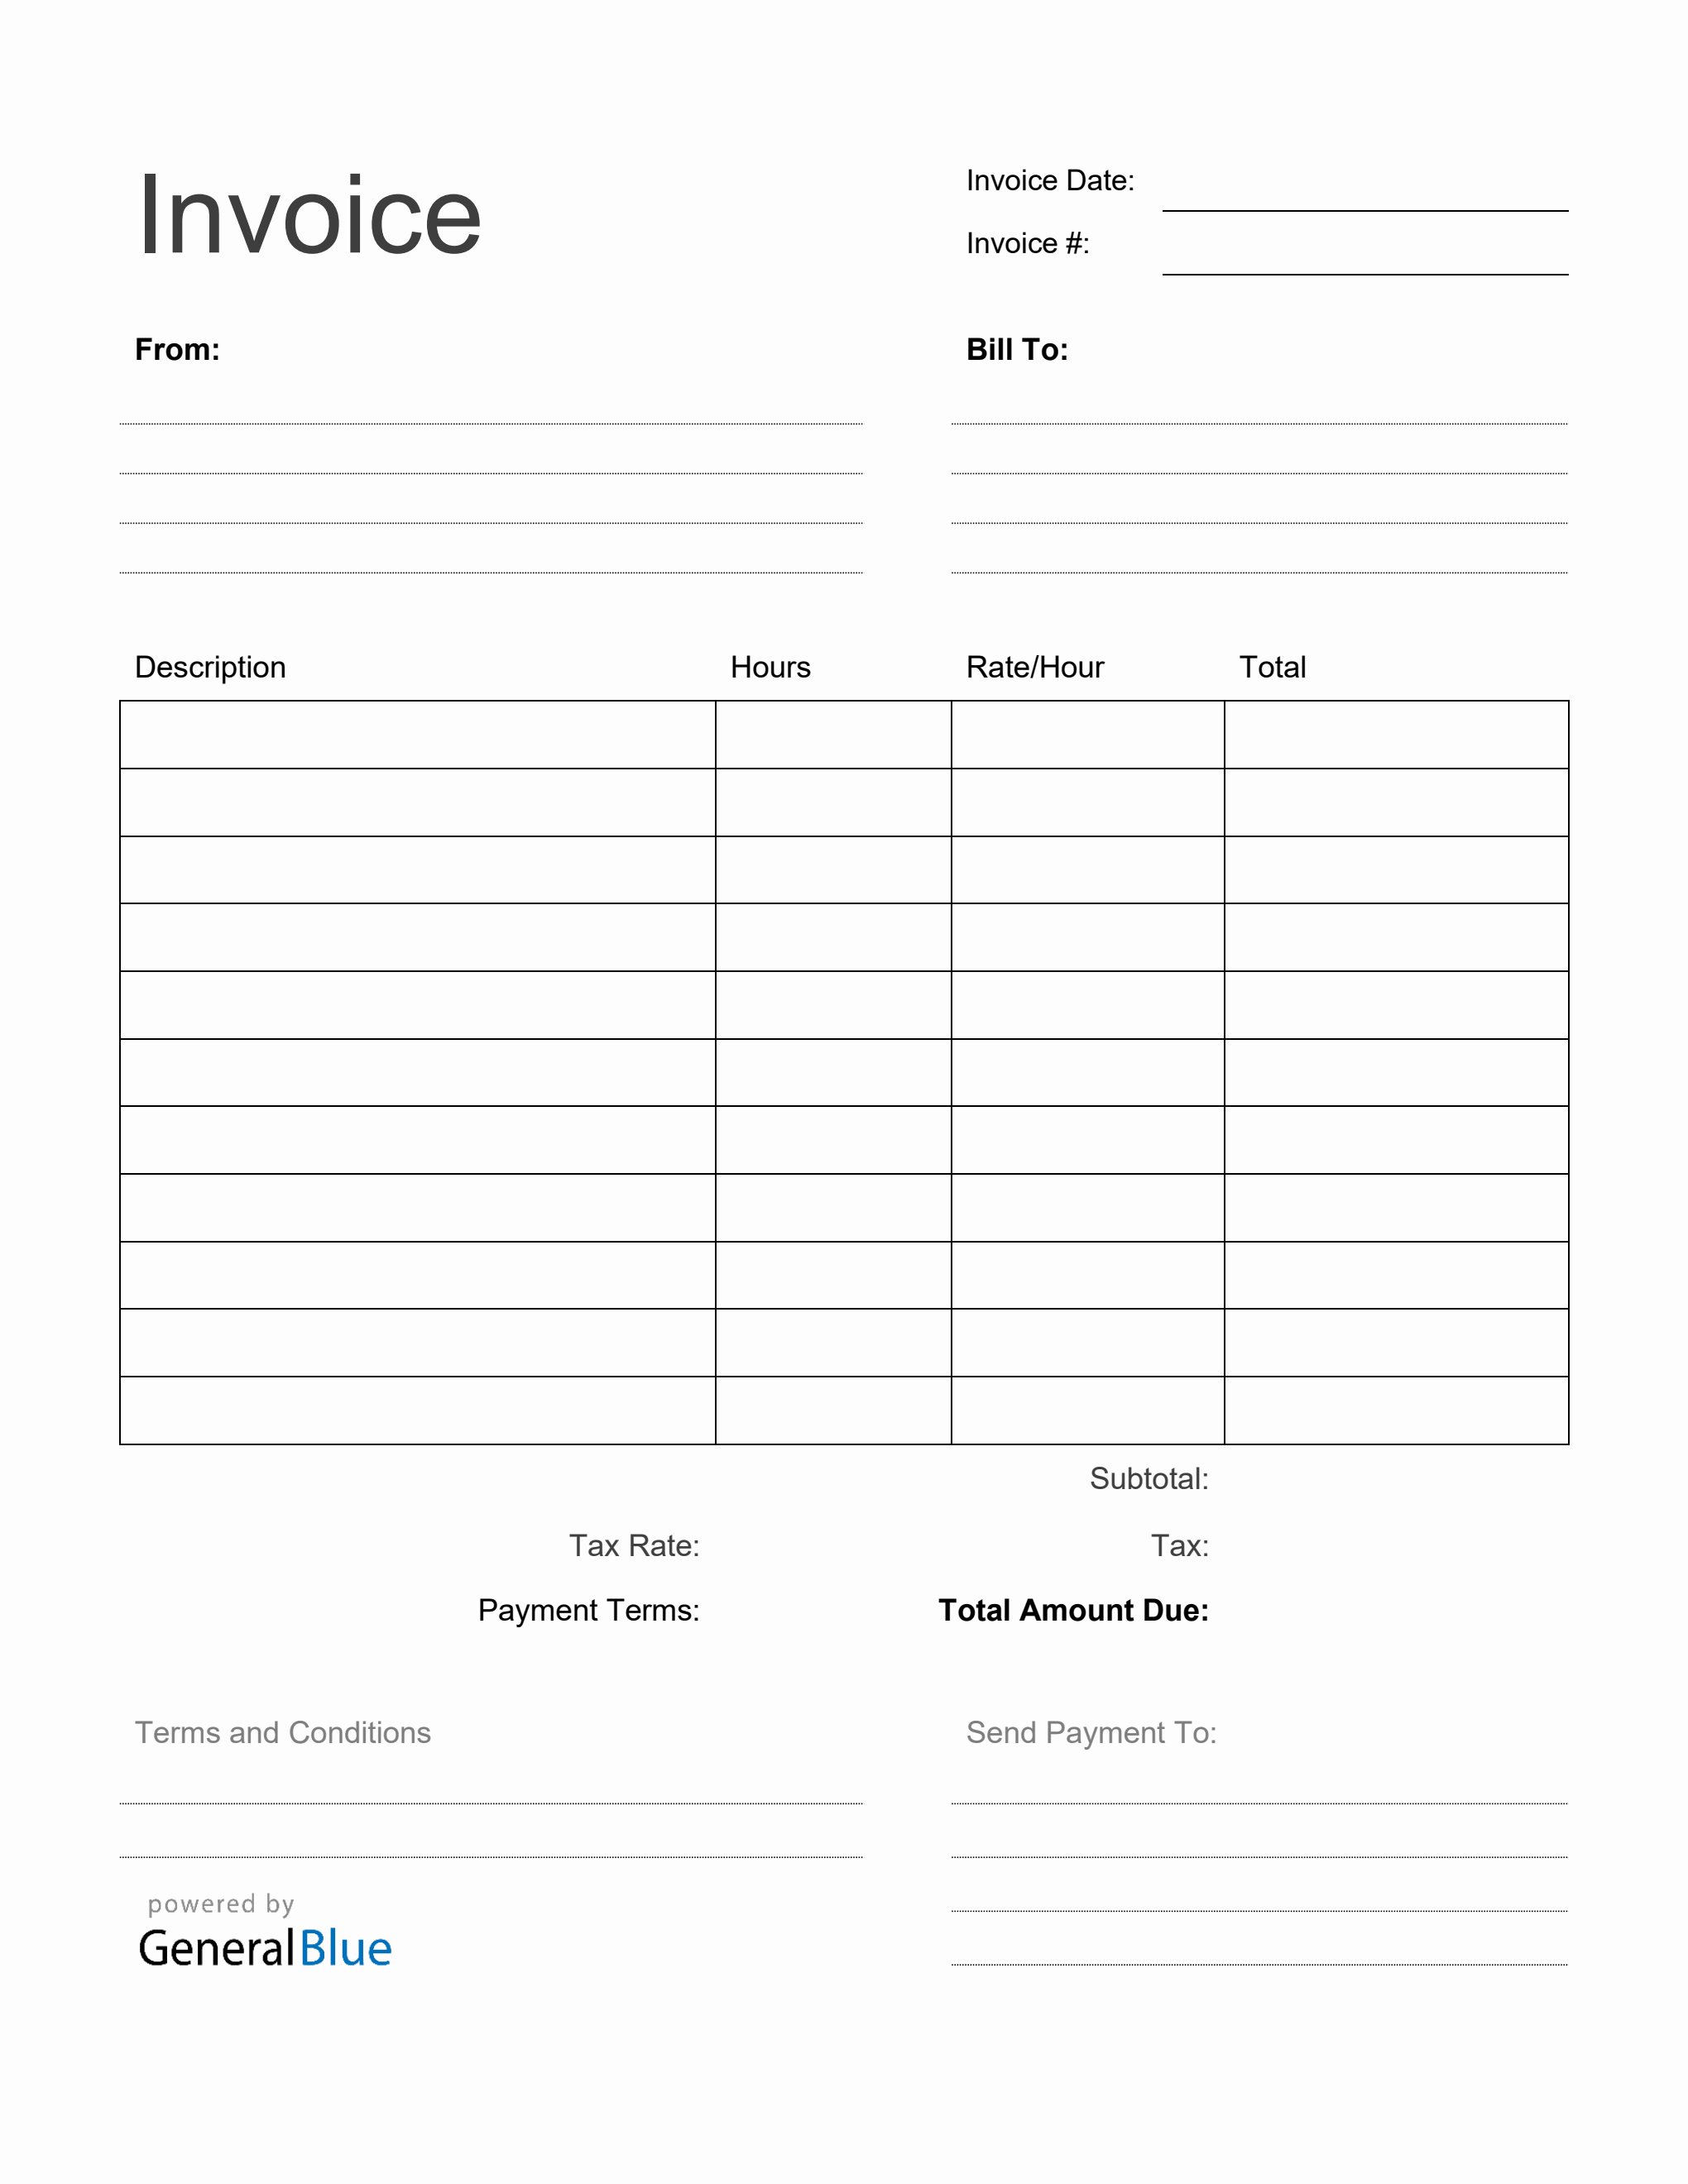 Invoice
Invoice Date:
Invoice #:
From:
Bill To:
Description Hours Rate/Hour Total
Subtotal:
Tax Rate: Tax:
Payment Terms: Total Amount Due:
Terms and Conditions
Send Payment To:
powered by
GeneralBlue